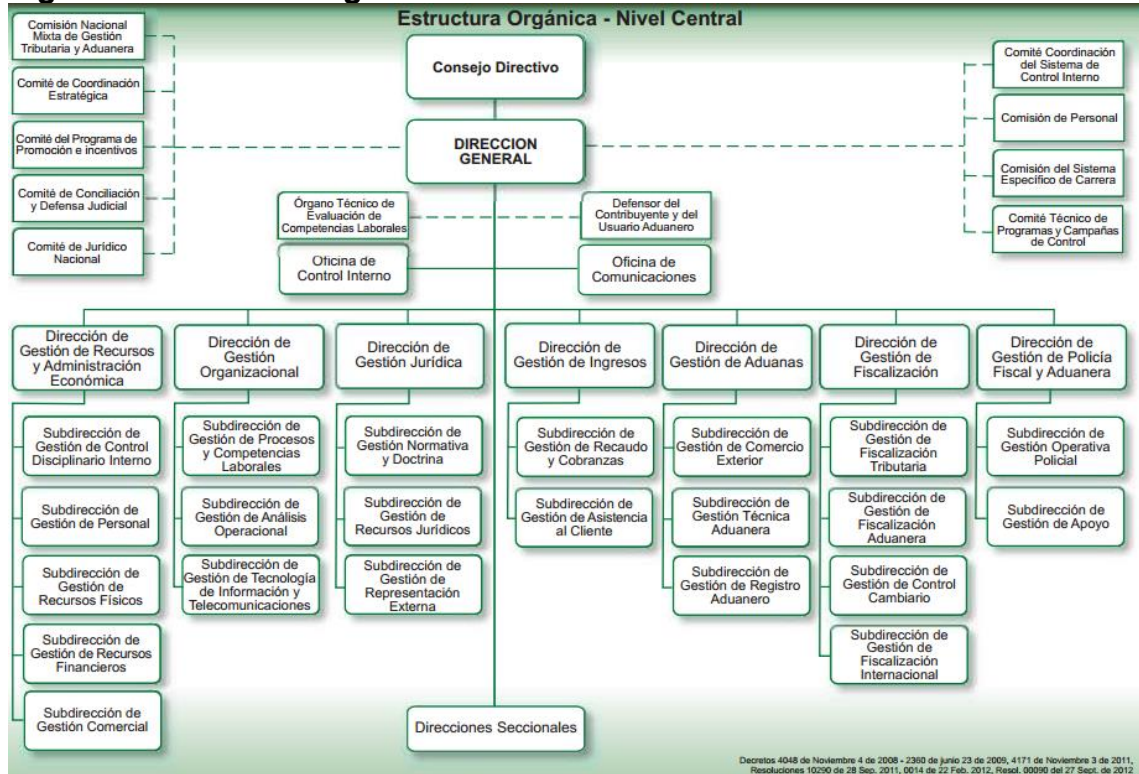 Estructura Orgánica - Nivel Central
Comisión Nacional
Mixta de Gestión
Tributaria y Aduanera
Comité de Coordinación
Estratégica
Comité del Programa de
Promoción e incentivos
Comité de Conciliación
y Defensa Judicial
Comité de Jurídico
Nacional
Consejo Directivo
DIRECCION
GENERAL
Comité Coordinación
del Sistema de
Control Interno
Comisión de Personal
Comisión del Sistema
Específico de Carrera
Comité Técnico de
Programas y Campañas
de Control
Órgano Técnico de
Evaluación de
Competencias Laborales
Defensor del
Contribuyente y del
Usuario Aduanero
Oficina de
Control Interno
Oficina de
Comunicaciones
Dirección de
Gestión de Recursos
y Administración
Económica
Subdirección de
Gestión de Control
Disciplinario Interno
Subdirección de
Gestión de Personal
Subdirección de
Gestión de
Recursos Físicos
Subdirección de
Gestión de Recursos
Financieros
Subdirección de
Gestión Comercial
Dirección de
Gestión
Organizacional
Subdirección de
Gestión de Procesos
y Competencias
Laborales
Subdirección de
Gestión de Análisis
Operacional
Subdirección de
Gestión de Tecnología
de Información y
Telecomunicaciones
Dirección de
Gestión Jurídica
Subdirección de
Gestión Normativa
y Doctrina
Subdirección de
Gestión de
Recursos Jurídicos
Subdirección de
Gestión de
Representación
Externa
Dirección de
Gestión de Ingresos
Subdirección de
Gestión de Recaudo
y Cobranzas
Subdirección de
Gestión de Asistencia
al Cliente
Dirección de
Gestión de Aduanas
Subdirección de
Gestión de Comercio
Exterior
Subdirección de
Gestión Técnica
Aduanera
Subdirección de
Gestión de Registro
Aduanero
Dirección de
Gestión de
Fiscalización
Subdirección de
Gestión de
Fiscalización
Tributaria
Subdirección de
Gestión de
Fiscalización
Aduanera
Subdirección de
Gestión de Control
Cambiario
Subdirección de
Gestión de
Fiscalización
Internacional
Dirección de
Gestión de Policía
Fiscal y Aduanera
Subdirección de
Gestión Operativa
Policial
Subdirección de
Gestión de Apoyo
Direcciones Seccionales
Decretos 4048 de Noviembre 4 de 2008 - 2360 de junio 23 de 2009, 4171 de Noviembre 3 de 2011,
Resoluciones 10290 de 28 Sep. 2011, 0014 de 22 Feb. 2012, Resol. 00090 del 27 Sept. de 2012